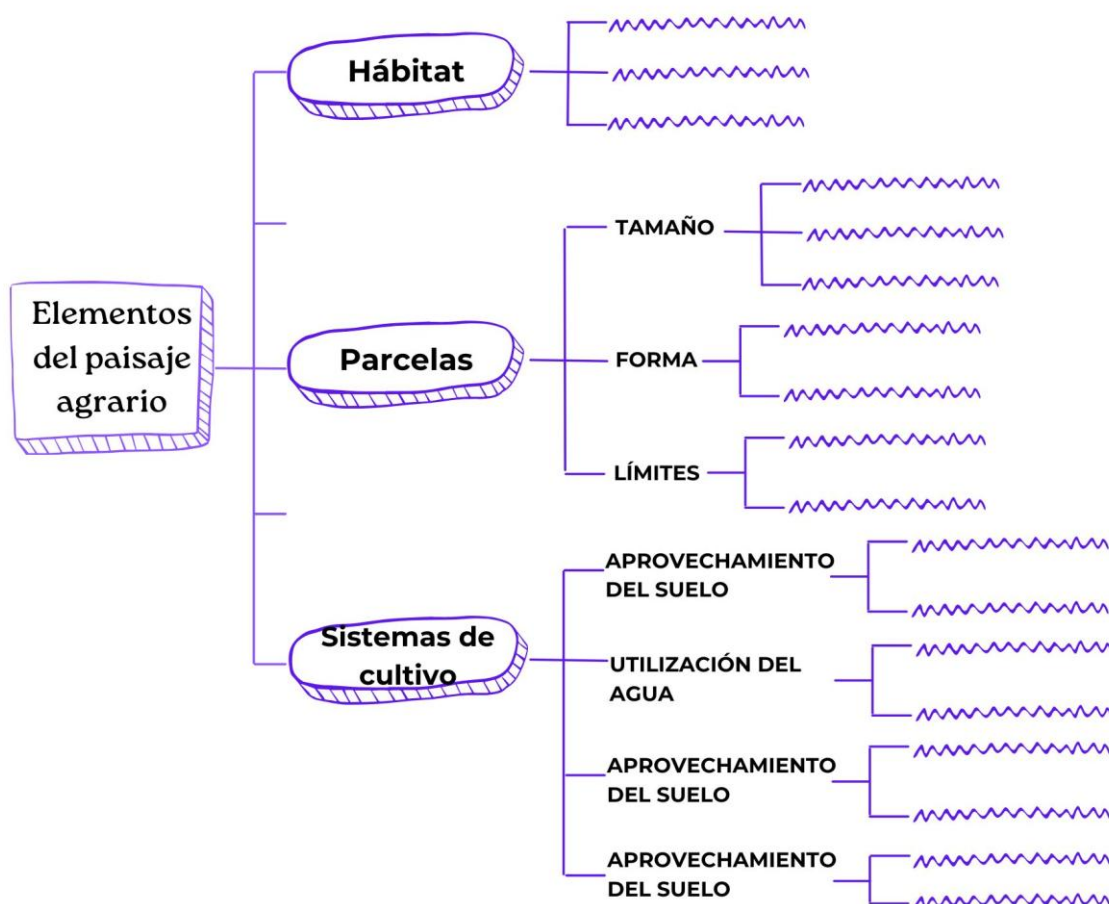 Hábitat
TAMAÑO
Elementos
del paisaje
agrario
Parcelas
FORMA
LÍMITES
APROVECHAMIENTO
DEL SUELO
Sistemas de
cultivo
UTILIZACIÓN DEL
AGUA
APROVECHAMIENTO
DEL SUELO
APROVECHAMIENTO
DEL SUELO